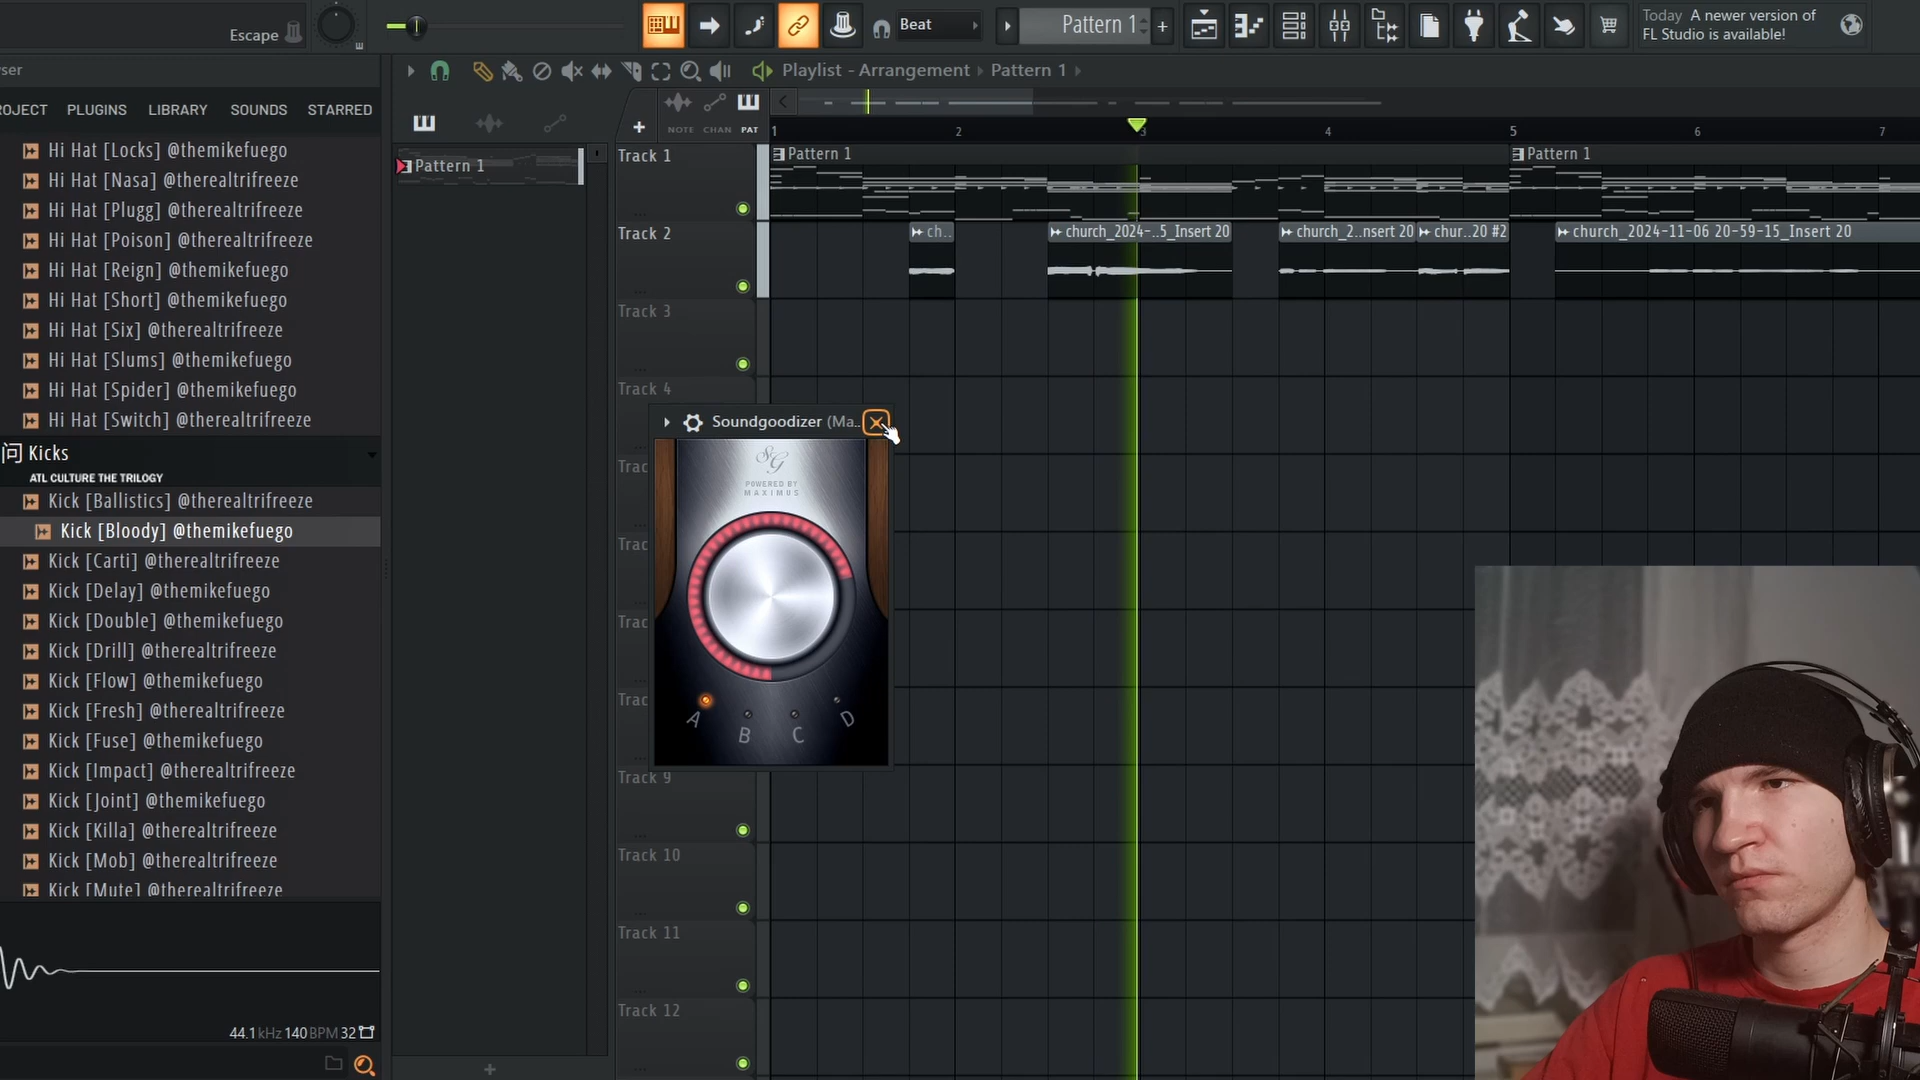 Escape
Beat
Pattern 1
Today A newer version of
FL Studio is available!
ser
Playlist - Arrangement
Pattern 1
OJECT
PLUGINS
LIBRARY
SOUNDS
STARRED
NOTE
CHAN
PAT
1
2
3
4
5
6
7
Pattern 1
Track 1
Pattern 1
Pattern 1
Track 2
ch..
church_2024-..5_Insert 20
church_2..nsert 20
chur..20 #2
church_2024-11-06 20-59-15_Insert 20
Track 3
Track 4
Trac
Trac
Trac
Trac
Track 9
Track 10
Track 11
Track 12
Hi Hat [Locks] @themikefuego
Hi Hat [Nasa] @therealtrifreeze
Hi Hat [Plugg] @therealtrifreeze
Hi Hat [Poison] @therealtrifreeze
Hi Hat [Reign] @themikefuego
Hi Hat [Short] @themikefuego
Hi Hat [Six] @therealtrifreeze
Hi Hat [Slums] @themikefuego
Hi Hat [Spider] @themikefuego
Hi Hat [Switch] @therealtrifreeze
Kicks
ATL CULTURE THE TRILOGY
Kick [Ballistics] @therealtrifreeze
Kick [Bloody] @themikefuego
Kick [Carti] @therealtrifreeze
Kick [Delay] @themikefuego
Kick [Double] @themikefuego
Kick [Drill] @therealtrifreeze
Kick [Flow] @themikefuego
Kick [Fresh] @therealtrifreeze
Kick [Fuse] @themikefuego
Kick [Impact] @therealtrifreeze
Kick [Joint] @themikefuego
Kick [Killa] @therealtrifreeze
Kick [Mob] @therealtrifreeze
Kick [Mute] @therealtrifreeze
44.1kHz 140 BPM 32
Soundgoodizer (Ma..
SG
POWERED BY
MAXIMUS
A
B
C
D